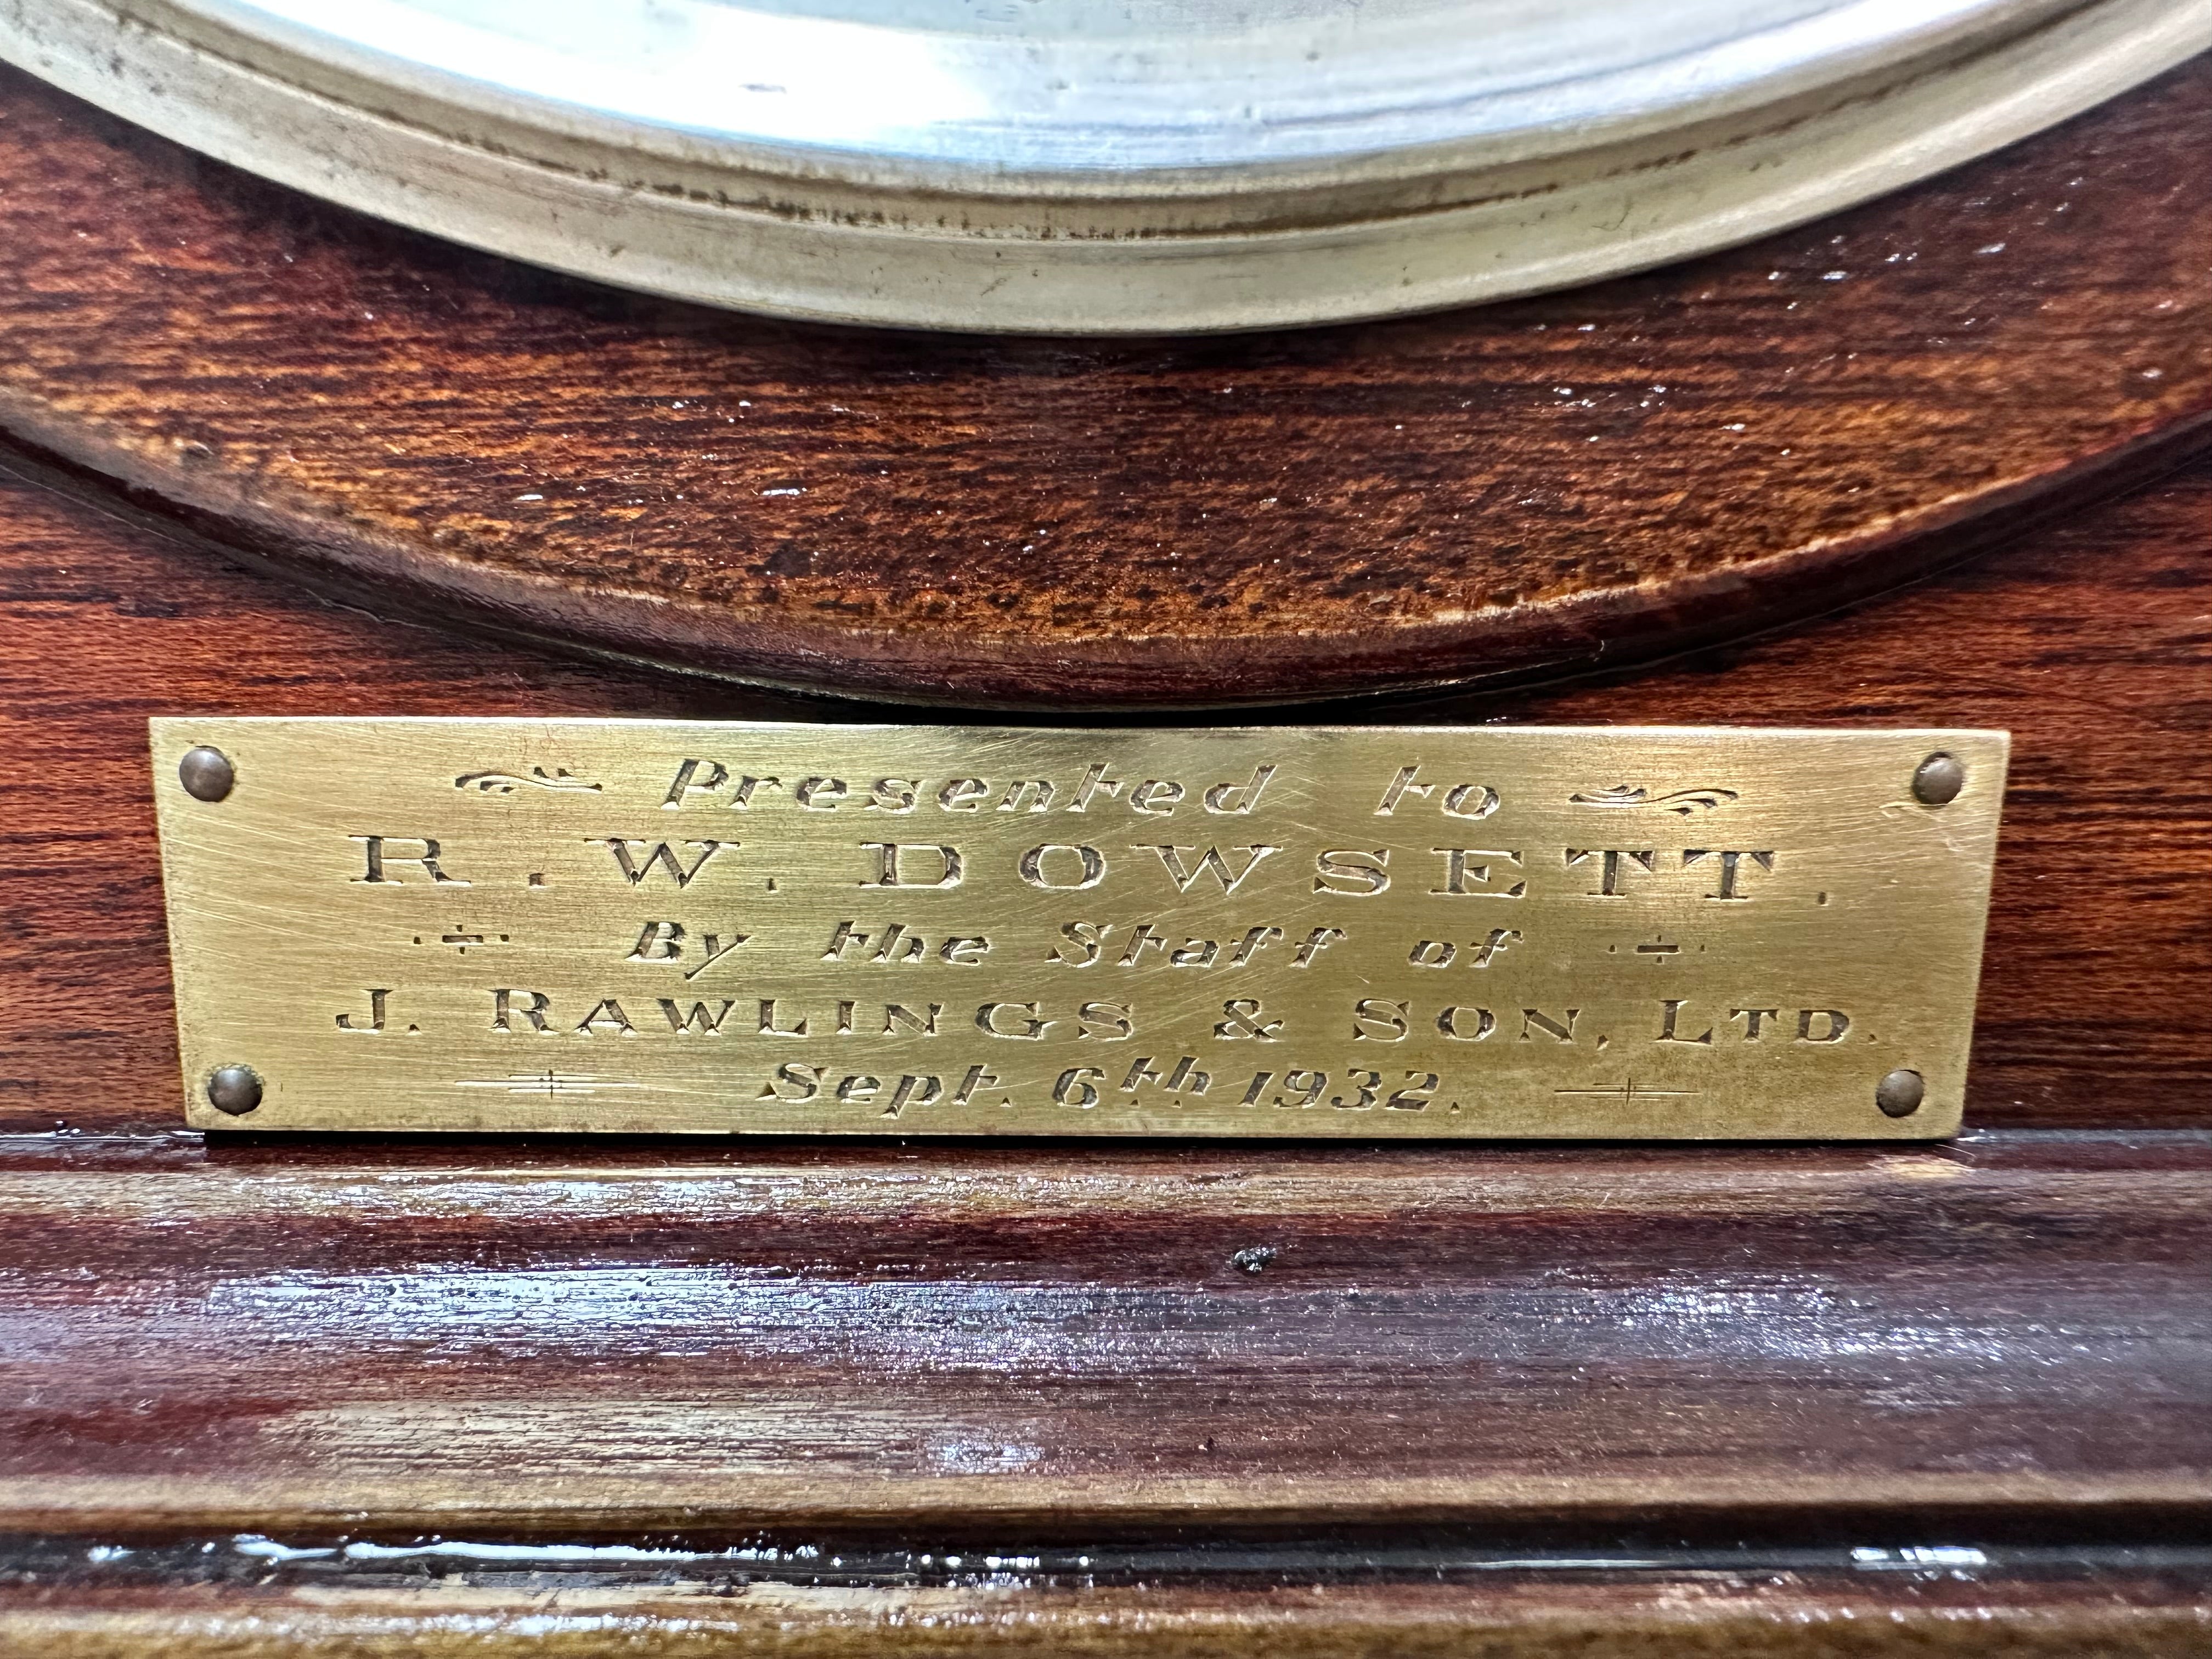 Presented to
R. W. DOWSETT.
By the Staff of
J. RAWLINGS & SON, LTD.
Sept. 6th 1932.